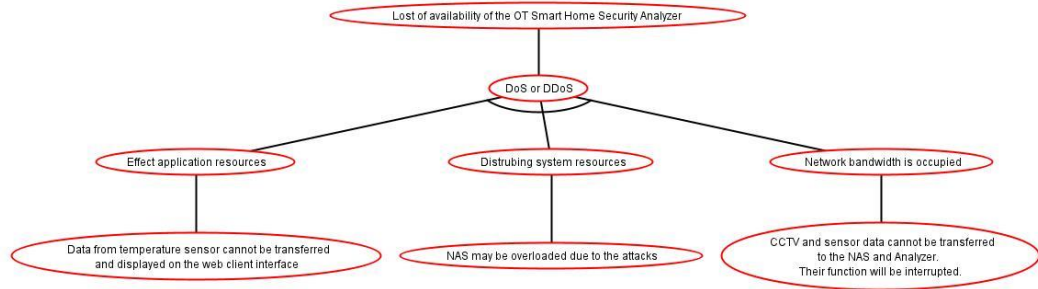 Lost of availability of the OT Smart Home Security Analyzer
DoS or DDoS
Effect application resources
Distrubing system resources
Network bandwidth is occupied
Data from temperature sensor cannot be transferred
and displayed on the web client interface
NAS may be overloaded due to the attacks
CCTV and sensor data cannot be transferred
to the NAS and Analyzer.
Their function will be interrupted.